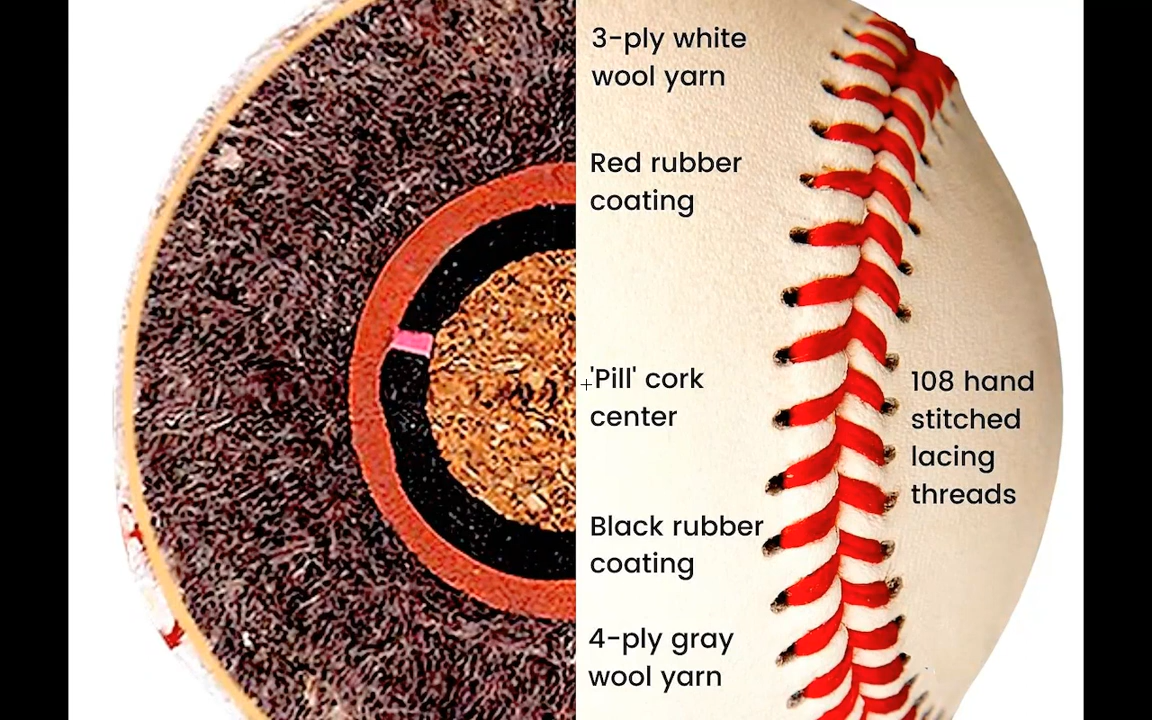 3-ply white
wool yarn
Red rubber
coating
'Pill' cork
center
108 hand
stitched
lacing
threads
Black rubber
coating
4-ply gray
wool yarn